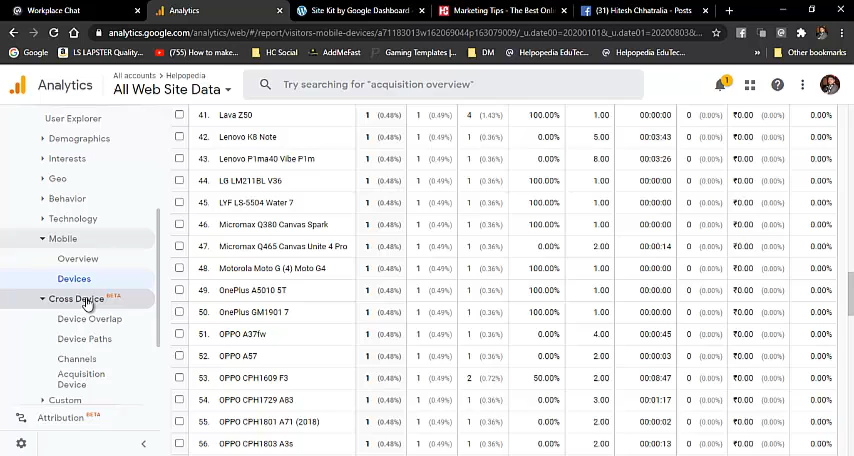 Workplace Chat
Analytics
Site Kit by Google Dashboard
Marketing Tips - The Best Onli
(31) Hitesh Chhatralia - Posts
analytics.google.com/analytics/web/#/report/visitors-mobile-devices/a71183013w162069044p163079009/_u.date00=20200101&_u.date01=20200803&
Google
LS LAPSTER Quality...
(755) How to make...
HC Social
AddMeFast
Gaming Templates |...
DM
Helpopedia EduTec...
Helpopedia EduTec...
»
Other bookmarks
Analytics
All accounts > Helpopedia
All Web Site Data
Try searching for "acquisition overview"
1
User Explorer
Demographics
Interests
Geo
Behavior
Technology
Mobile
Overview
Devices
Cross Device BETA
Device Overlap
Device Paths
Channels
Acquisition
Device
Custom
Attribution BETA
41. Lava Z50 1 (0.48%) 1 (0.49%) 4 (1.43%) 100.00% 1.00 00:00:00 0 (0.00%) ₹0.00 (0.00%) 0.00%
42. Lenovo K8 Note 1 (0.48%) 1 (0.49%) 1 (0.36%) 0.00% 5.00 00:03:43 0 (0.00%) ₹0.00 (0.00%) 0.00%
43. Lenovo P1ma40 Vibe P1m 1 (0.48%) 1 (0.49%) 1 (0.36%) 0.00% 8.00 00:03:26 0 (0.00%) ₹0.00 (0.00%) 0.00%
44. LG LM211BL V36 1 (0.48%) 1 (0.49%) 1 (0.36%) 100.00% 1.00 00:00:00 0 (0.00%) ₹0.00 (0.00%) 0.00%
45. LYF LS-5504 Water 7 1 (0.48%) 1 (0.49%) 1 (0.36%) 100.00% 1.00 00:00:00 0 (0.00%) ₹0.00 (0.00%) 0.00%
46. Micromax Q380 Canvas Spark 1 (0.48%) 1 (0.49%) 1 (0.36%) 100.00% 1.00 00:00:00 0 (0.00%) ₹0.00 (0.00%) 0.00%
47. Micromax Q465 Canvas Unite 4 Pro 1 (0.48%) 1 (0.49%) 1 (0.36%) 0.00% 2.00 00:00:14 0 (0.00%) ₹0.00 (0.00%) 0.00%
48. Motorola Moto G (4) Moto G4 1 (0.48%) 1 (0.49%) 1 (0.36%) 100.00% 1.00 00:00:00 0 (0.00%) ₹0.00 (0.00%) 0.00%
49. OnePlus A5010 5T 1 (0.48%) 1 (0.49%) 1 (0.36%) 100.00% 1.00 00:00:00 0 (0.00%) ₹0.00 (0.00%) 0.00%
50. OnePlus GM1901 7 1 (0.48%) 1 (0.49%) 1 (0.36%) 100.00% 1.00 00:00:00 0 (0.00%) ₹0.00 (0.00%) 0.00%
51. OPPO A37fw 1 (0.48%) 1 (0.49%) 1 (0.36%) 0.00% 4.00 00:00:45 0 (0.00%) ₹0.00 (0.00%) 0.00%
52. OPPO A57 1 (0.48%) 1 (0.49%) 1 (0.36%) 0.00% 2.00 00:00:03 0 (0.00%) ₹0.00 (0.00%) 0.00%
53. OPPO CPH1609 F3 1 (0.48%) 1 (0.49%) 2 (0.72%) 50.00% 2.00 00:08:47 0 (0.00%) ₹0.00 (0.00%) 0.00%
54. OPPO CPH1729 A83 1 (0.48%) 1 (0.49%) 1 (0.36%) 0.00% 3.00 00:01:17 0 (0.00%) ₹0.00 (0.00%) 0.00%
55. OPPO CPH1801 A71 (2018) 1 (0.48%) 1 (0.49%) 1 (0.36%) 0.00% 2.00 00:00:02 0 (0.00%) ₹0.00 (0.00%) 0.00%
56. OPPO CPH1803 A3s 1 (0.48%) 1 (0.49%) 1 (0.36%) 0.00% 2.00 00:00:13 0 (0.00%) ₹0.00 (0.00%) 0.00%